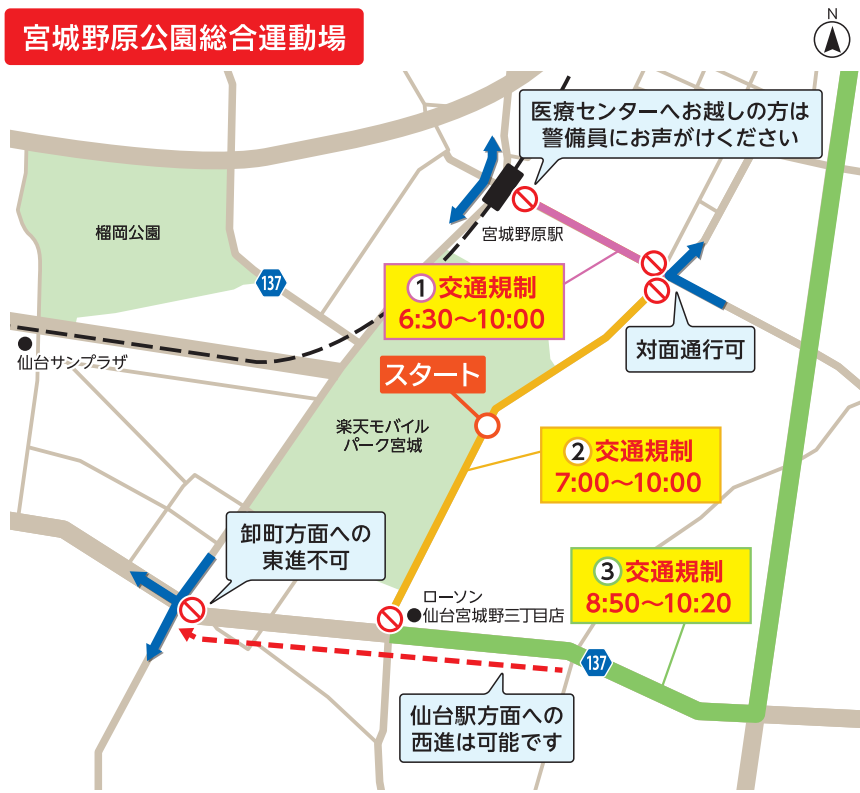 宮城野原公園総合運動場
N
医療センターへお越しの方は
警備員にお声がけください
榴岡公園
宮城野原駅
137
①交通規制
6:30～10:00
対面通行可
仙台サンプラザ
スタート
楽天モバイル
パーク宮城
②交通規制
7:00～10:00
卸町方面への
東進不可
③交通規制
8:50～10:20
ローソン
仙台宮城野三丁目店
137
仙台駅方面への
西進は可能です